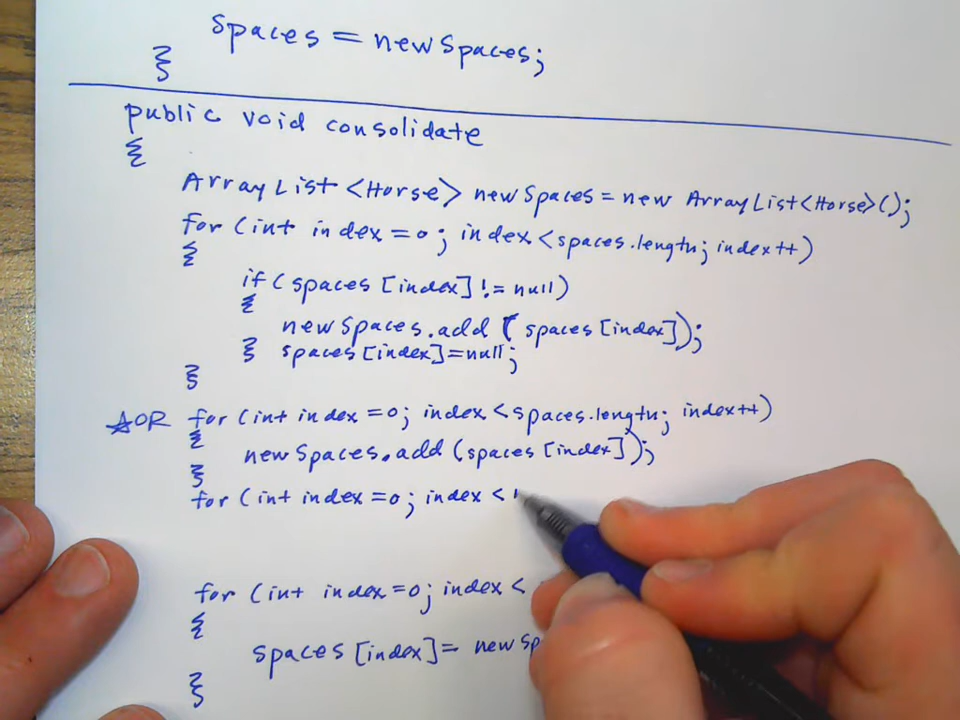 spaces = newSpaces;
}
public void consolidate
{
ArrayList <Horse> newSpaces = new ArrayList<Horse>();
for (int index = 0; index < spaces.length; index++)
{
if (spaces [index] != null)
{
newSpaces.add (spaces [index]);
} spaces [index] = null;
}
☆OR for (int index = 0; index < spaces.length; index++)
{
newSpaces.add (spaces [index]);
}
for (int index = 0; index <
for (int index = 0; index <
{
spaces [index] = newSp
}